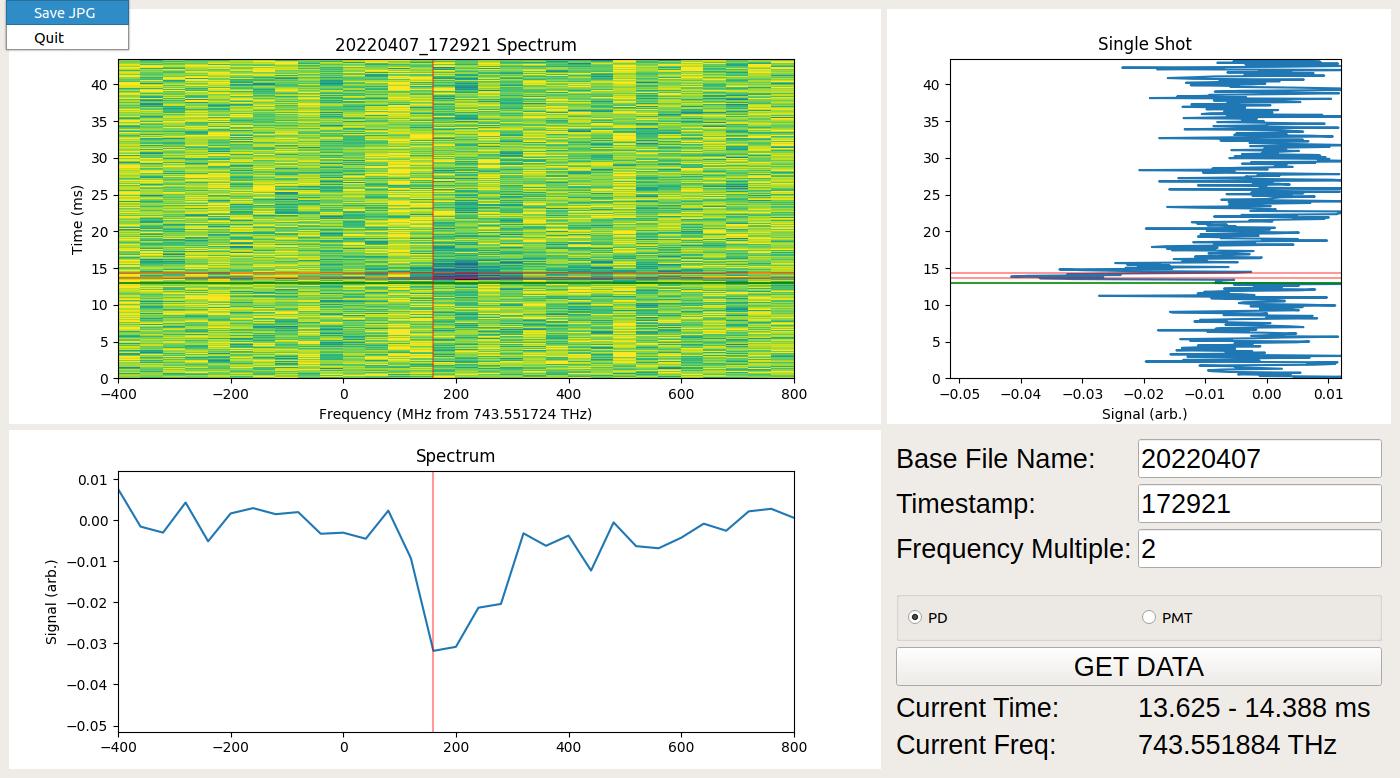 Save JPG
Quit
20220407_172921 Spectrum
Time (ms)
40
35
30
25
20
15
10
5
0
−400 −200 0 200 400 600 800
Frequency (MHz from 743.551724 THz)
Single Shot
40
35
30
25
20
15
10
5
0
−0.05 −0.04 −0.03 −0.02 −0.01 0.00 0.01
Signal (arb.)
Spectrum
Signal (arb.)
0.01
0.00
−0.01
−0.02
−0.03
−0.04
−0.05
−400 −200 0 200 400 600 800
Base File Name: 20220407
Timestamp: 172921
Frequency Multiple: 2
PD PMT
GET DATA
Current Time: 13.625 - 14.388 ms
Current Freq: 743.551884 THz